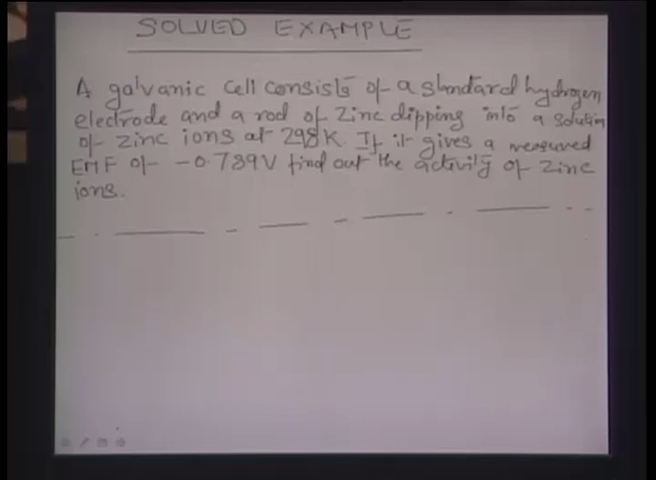 SOLVED EXAMPLE
A galvanic cell consists of a standard hydrogen
electrode and a rod of zinc dipping into a solution
of zinc ions at 298K. If it gives a measured
EMF of -0.789V find out the activity of zinc
ions.